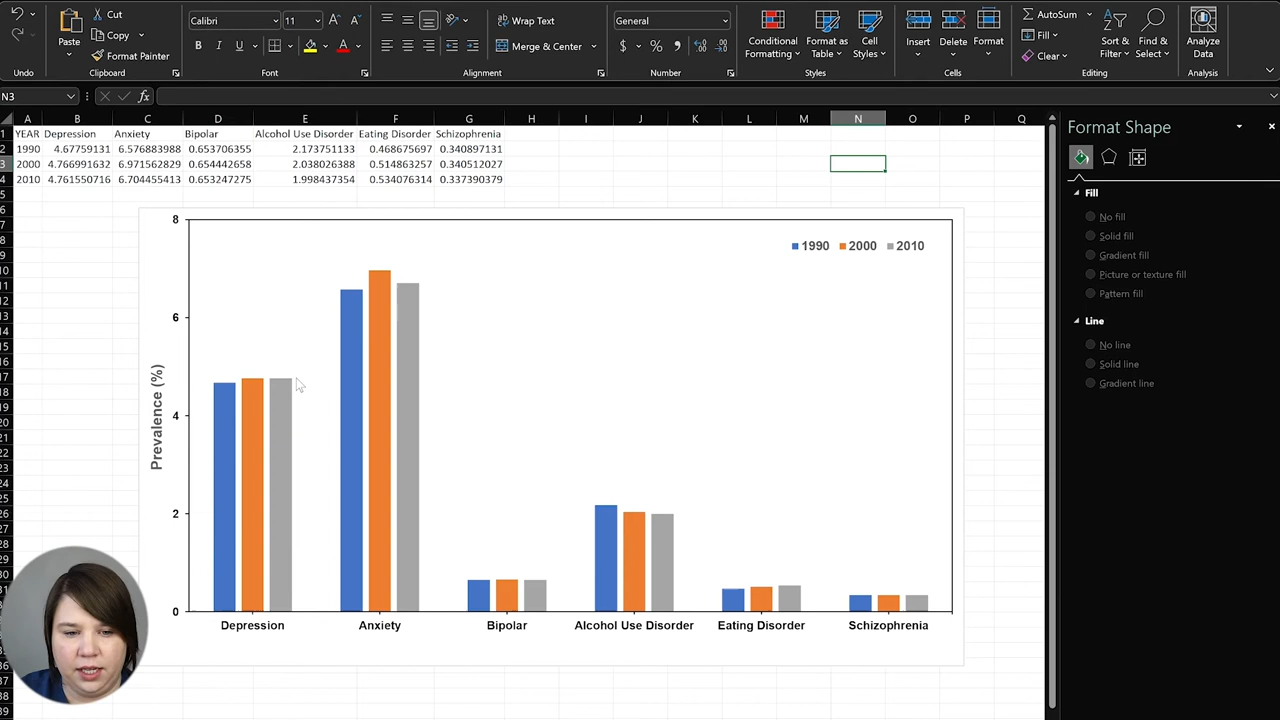 Cut
Copy
Format Painter
Paste
Undo
Clipboard
Calibri
11
B I U
Font
Wrap Text
Merge & Center
Alignment
General
$ % ,
Number
Conditional Formatting
Format as Table
Cell Styles
Styles
Insert
Delete
Format
Cells
AutoSum
Fill
Clear
Sort & Filter
Find & Select
Editing
Analyze Data
Analysis
N3
fx
A B C D E F G H I J K L M N O P Q
1 YEAR Depression Anxiety Bipolar Alcohol Use Disorder Eating Disorder Schizophrenia
2 1990 4.67759131 6.576883988 0.653706355 2.173751133 0.468675697 0.340897131
3 2000 4.766991632 6.971562829 0.654442658 2.038026388 0.514863257 0.340512027
4 2010 4.761550716 6.704455413 0.653247275 1.998437354 0.534076314 0.337390379
8
6
4
2
0
Prevalence (%)
1990 2000 2010
Depression Anxiety Bipolar Alcohol Use Disorder Eating Disorder Schizophrenia
Format Shape
Fill
No fill
Solid fill
Gradient fill
Picture or texture fill
Pattern fill
Line
No line
Solid line
Gradient line